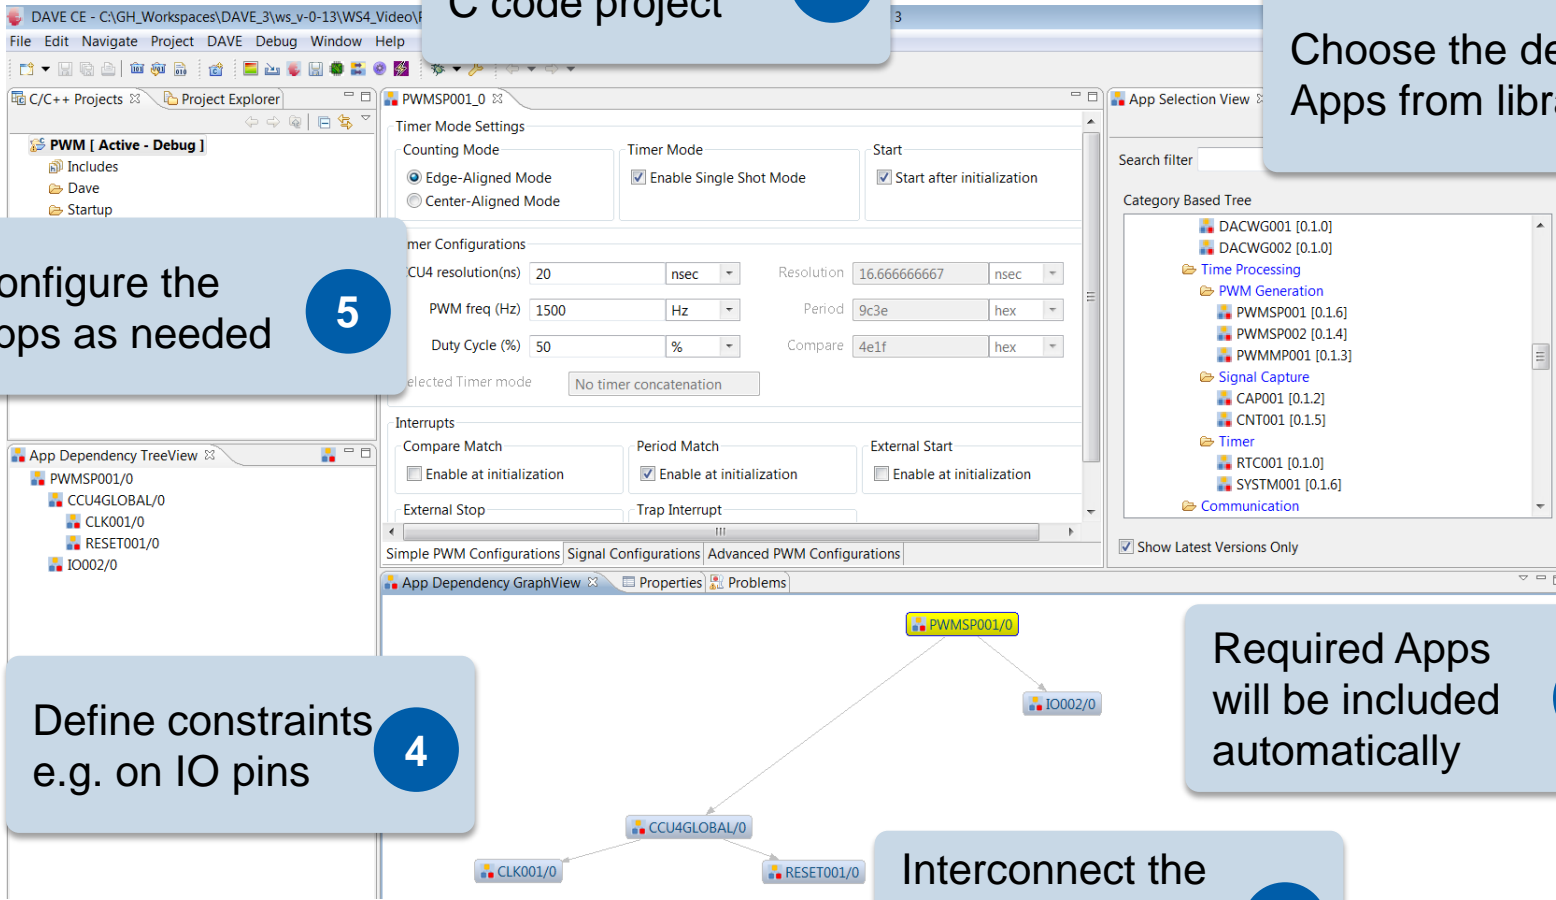 DAVE CE - C:\GH_Workspaces\DAVE_3\ws_v-0-13\WS4_Video\
C code project
3
File Edit Navigate Project DAVE Debug Window Help
Choose the
Apps from
C/C++ Projects
Project Explorer
PWM [ Active - Debug ]
Includes
Dave
Startup
onfigure the
pps as needed
5
PWMSP001_0
Timer Mode Settings
Counting Mode
Edge-Aligned Mode
Center-Aligned Mode
Timer Mode
Enable Single Shot Mode
Start
Start after initialization
mer Configurations
CU4 resolution(ns) 20 nsec Resolution 16.666666667 nsec
PWM freq (Hz) 1500 Hz Period 9c3e hex
Duty Cycle (%) 50 % Compare 4e1f hex
elected Timer mode No timer concatenation
Interrupts
Compare Match
Enable at initialization
Period Match
Enable at initialization
External Start
Enable at initialization
External Stop
Trap Interrupt
Simple PWM Configurations Signal Configurations Advanced PWM Configurations
App Selection View
Search filter
Category Based Tree
DACWG001 [0.1.0]
DACWG002 [0.1.0]
Time Processing
PWM Generation
PWMSP001 [0.1.6]
PWMSP002 [0.1.4]
PWMMP001 [0.1.3]
Signal Capture
CAP001 [0.1.2]
CNT001 [0.1.5]
Timer
RTC001 [0.1.0]
SYSTM001 [0.1.6]
Communication
Show Latest Versions Only
App Dependency TreeView
PWMSP001/0
CCU4GLOBAL/0
CLK001/0
RESET001/0
IO002/0
Define constraints
e.g. on IO pins
4
App Dependency GraphView
Properties
Problems
PWMSP001/0
IO002/0
CCU4GLOBAL/0
CLK001/0
RESET001/0
Required Apps
will be included
automatically
Interconnect the